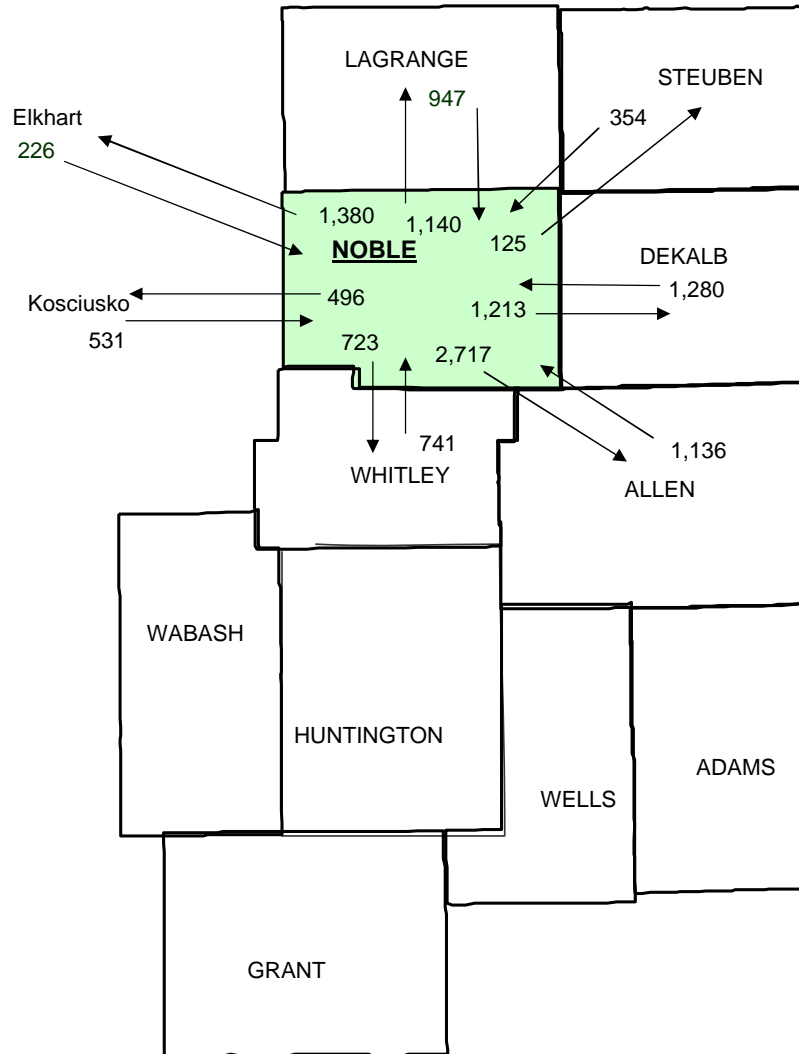 LAGRANGE
STEUBEN
947
354
Elkhart
226
1,380
1,140
125
NOBLE
DEKALB
1,280
Kosciusko
496
1,213
531
723
2,717
741
1,136
WHITLEY
ALLEN
WABASH
HUNTINGTON
ADAMS
WELLS
GRANT